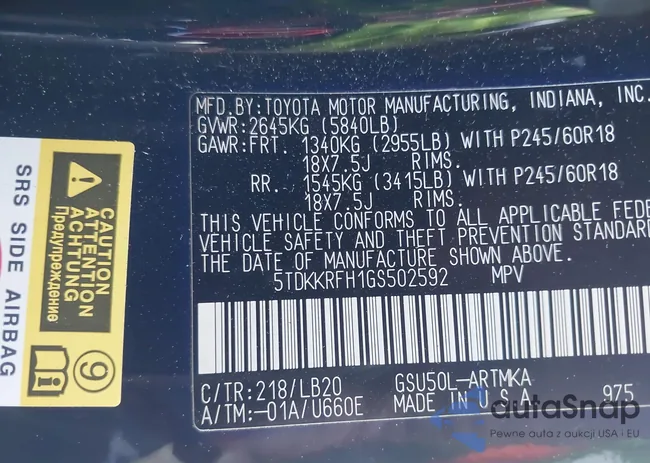 MFD.BY:TOYOTA MOTOR MANUFACTURING, INDIANA, INC.
GVWR:2645KG (5840LB)
GAWR:FRT. 1340KG (2955LB) WITH P245/60R18
18X7.5J RIMS.
RR. 1545KG (3415LB) WITH P245/60R18
18X7.5J RIMS.
THIS VEHICLE CONFORMS TO ALL APPLICABLE FEDE
VEHICLE SAFETY AND THEFT PREVENTION STANDAR
THE DATE OF MANUFACTURE SHOWN ABOVE.
5TDKKRFH1GS502592 MPV
C/TR:218/LB20 GSU50L-ARTMKA
A/TM:-01A/U660E MADE IN U.S.A. 975
CAUTION
ATTENTION
ACHTUNG
Предупреждение
SRS SIDE AIRBAG
9
autoSnap
Pewne auta z aukcji USA i EU